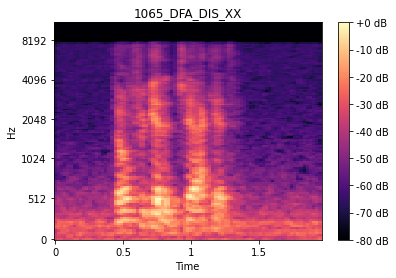 1065_DFA_DIS_XX
+0 dB
8192
-10 dB
4096
-20 dB
-30 dB
2048
Hz
-40 dB
1024
-50 dB
512
-60 dB
-70 dB
0
-80 dB
0
0.5
1
1.5
Time